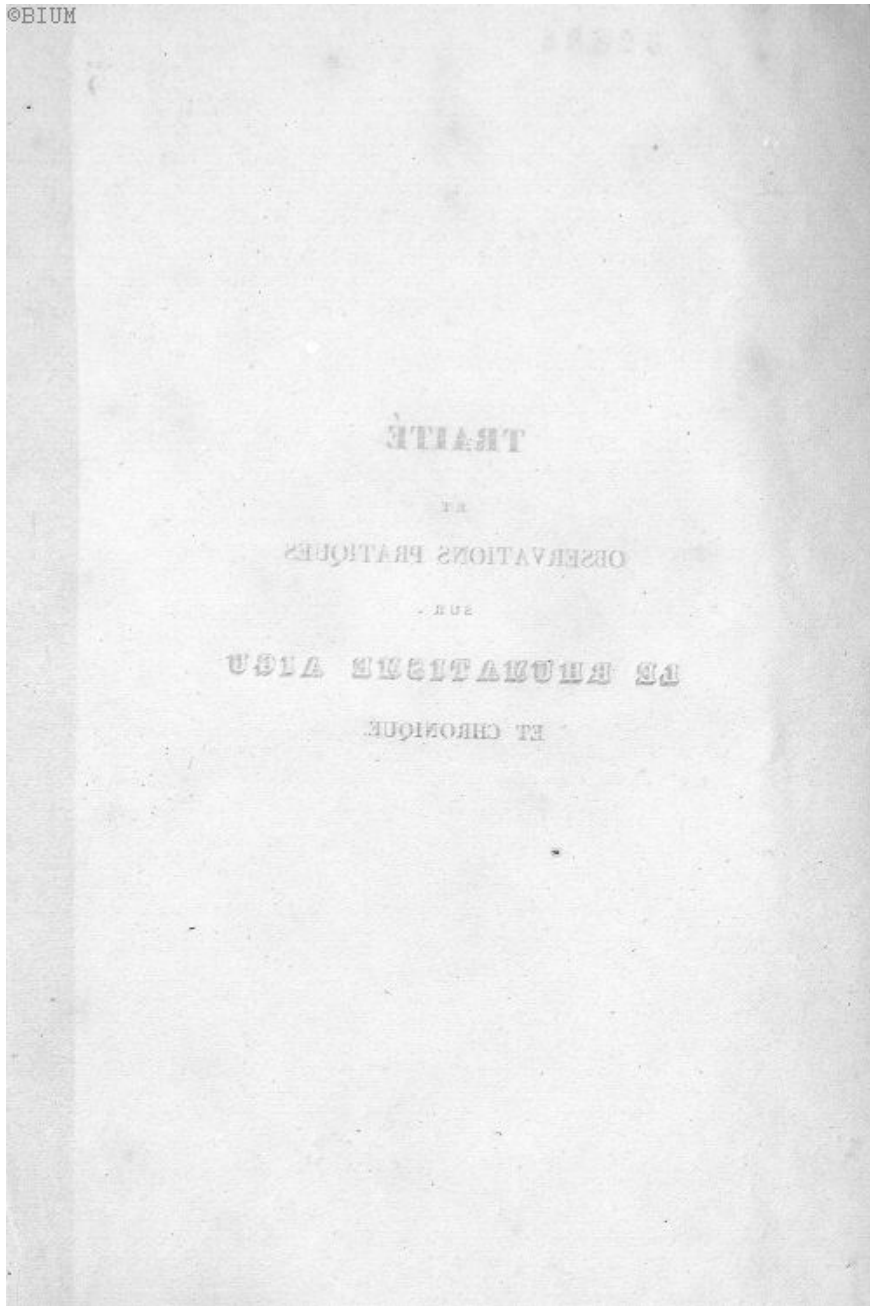 ©BIUM
TRAITÉ
ET
OBSERVATIONS PRATIQUES
SUR
LE RHUMATISME AIGU
ET CHRONIQUE.